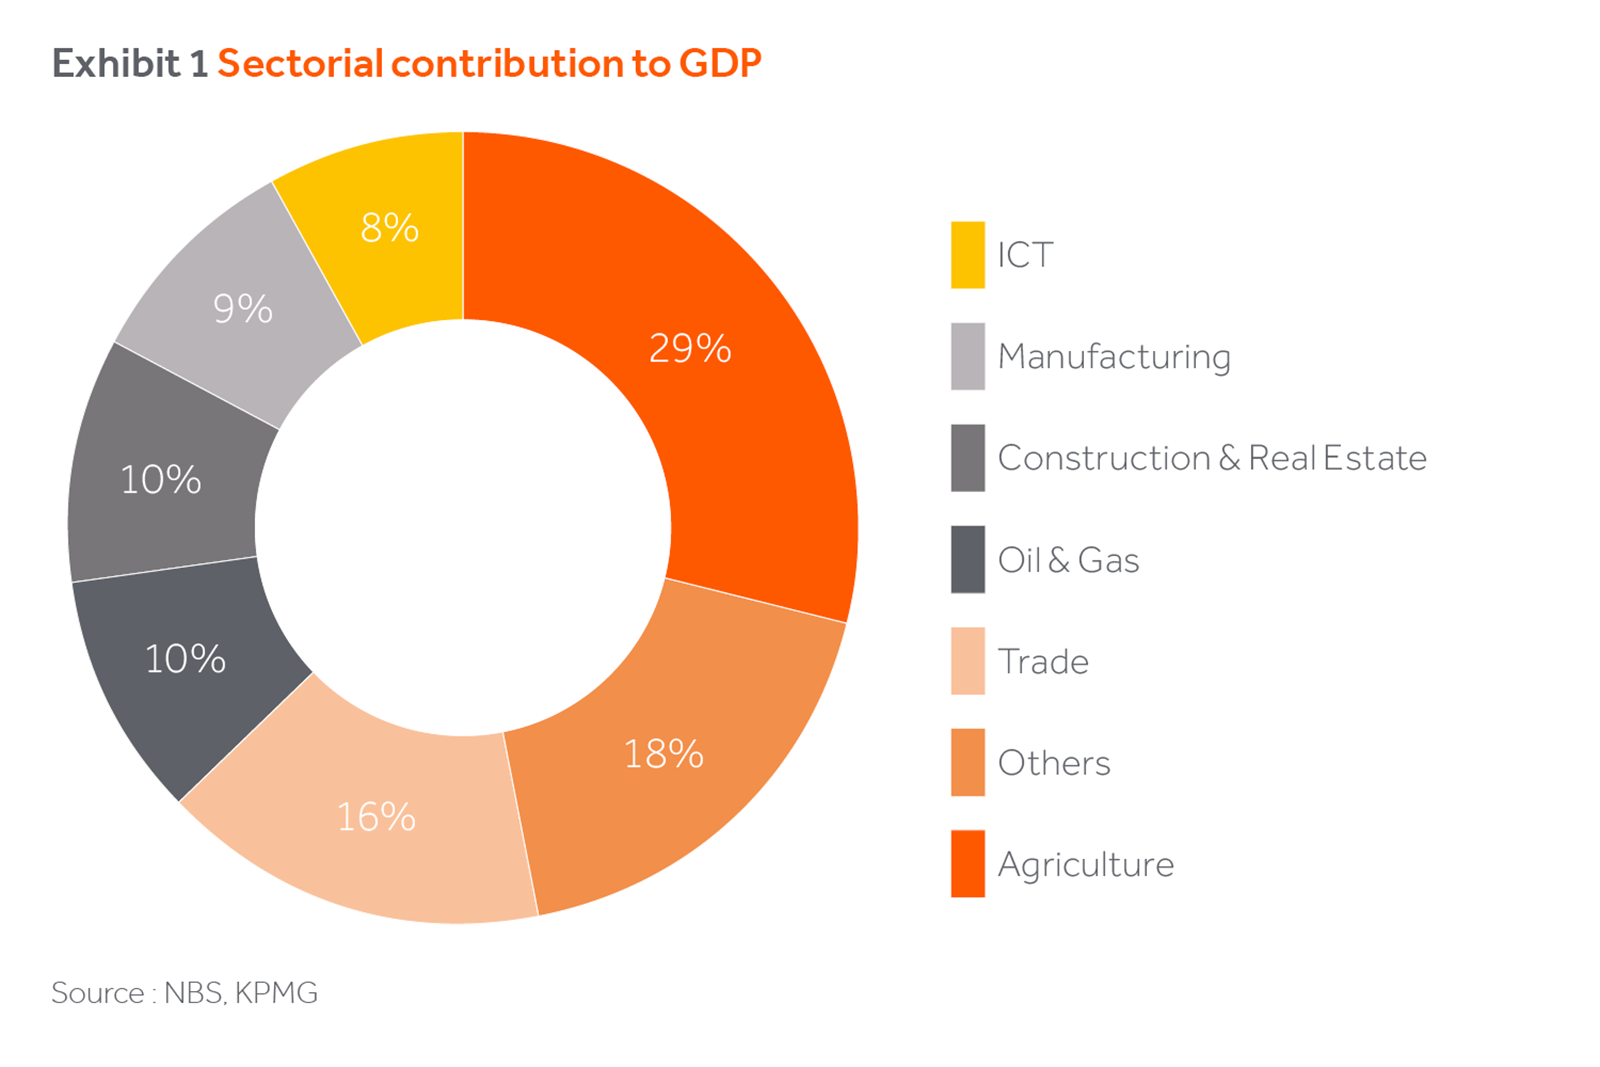 Exhibit 1 Sectorial contribution to GDP
8%
29%
9%
10%
10%
16%
18%
ICT
Manufacturing
Construction & Real Estate
Oil & Gas
Trade
Others
Agriculture
Source : NBS, KPMG